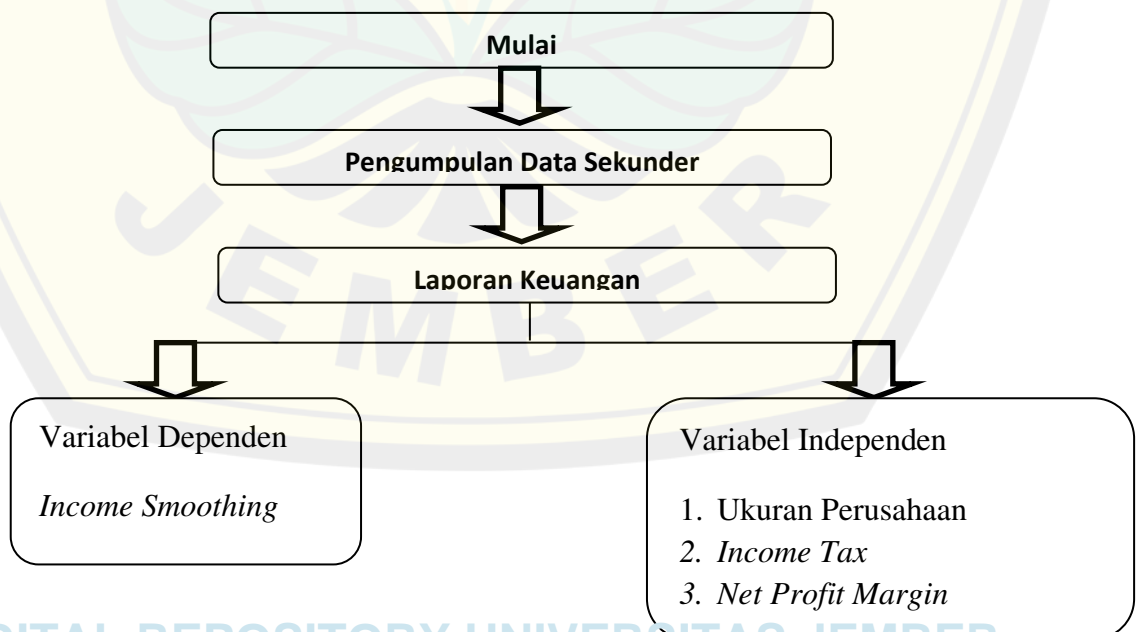 Mulai
Pengumpulan Data Sekunder
Laporan Keuangan
Variabel Dependen
Income Smoothing
Variabel Independen
1. Ukuran Perusahaan
2. Income Tax
3. Net Profit Margin
JEMBER
DIGITAL REPOSITORY UNIVERSITAS JEMBER